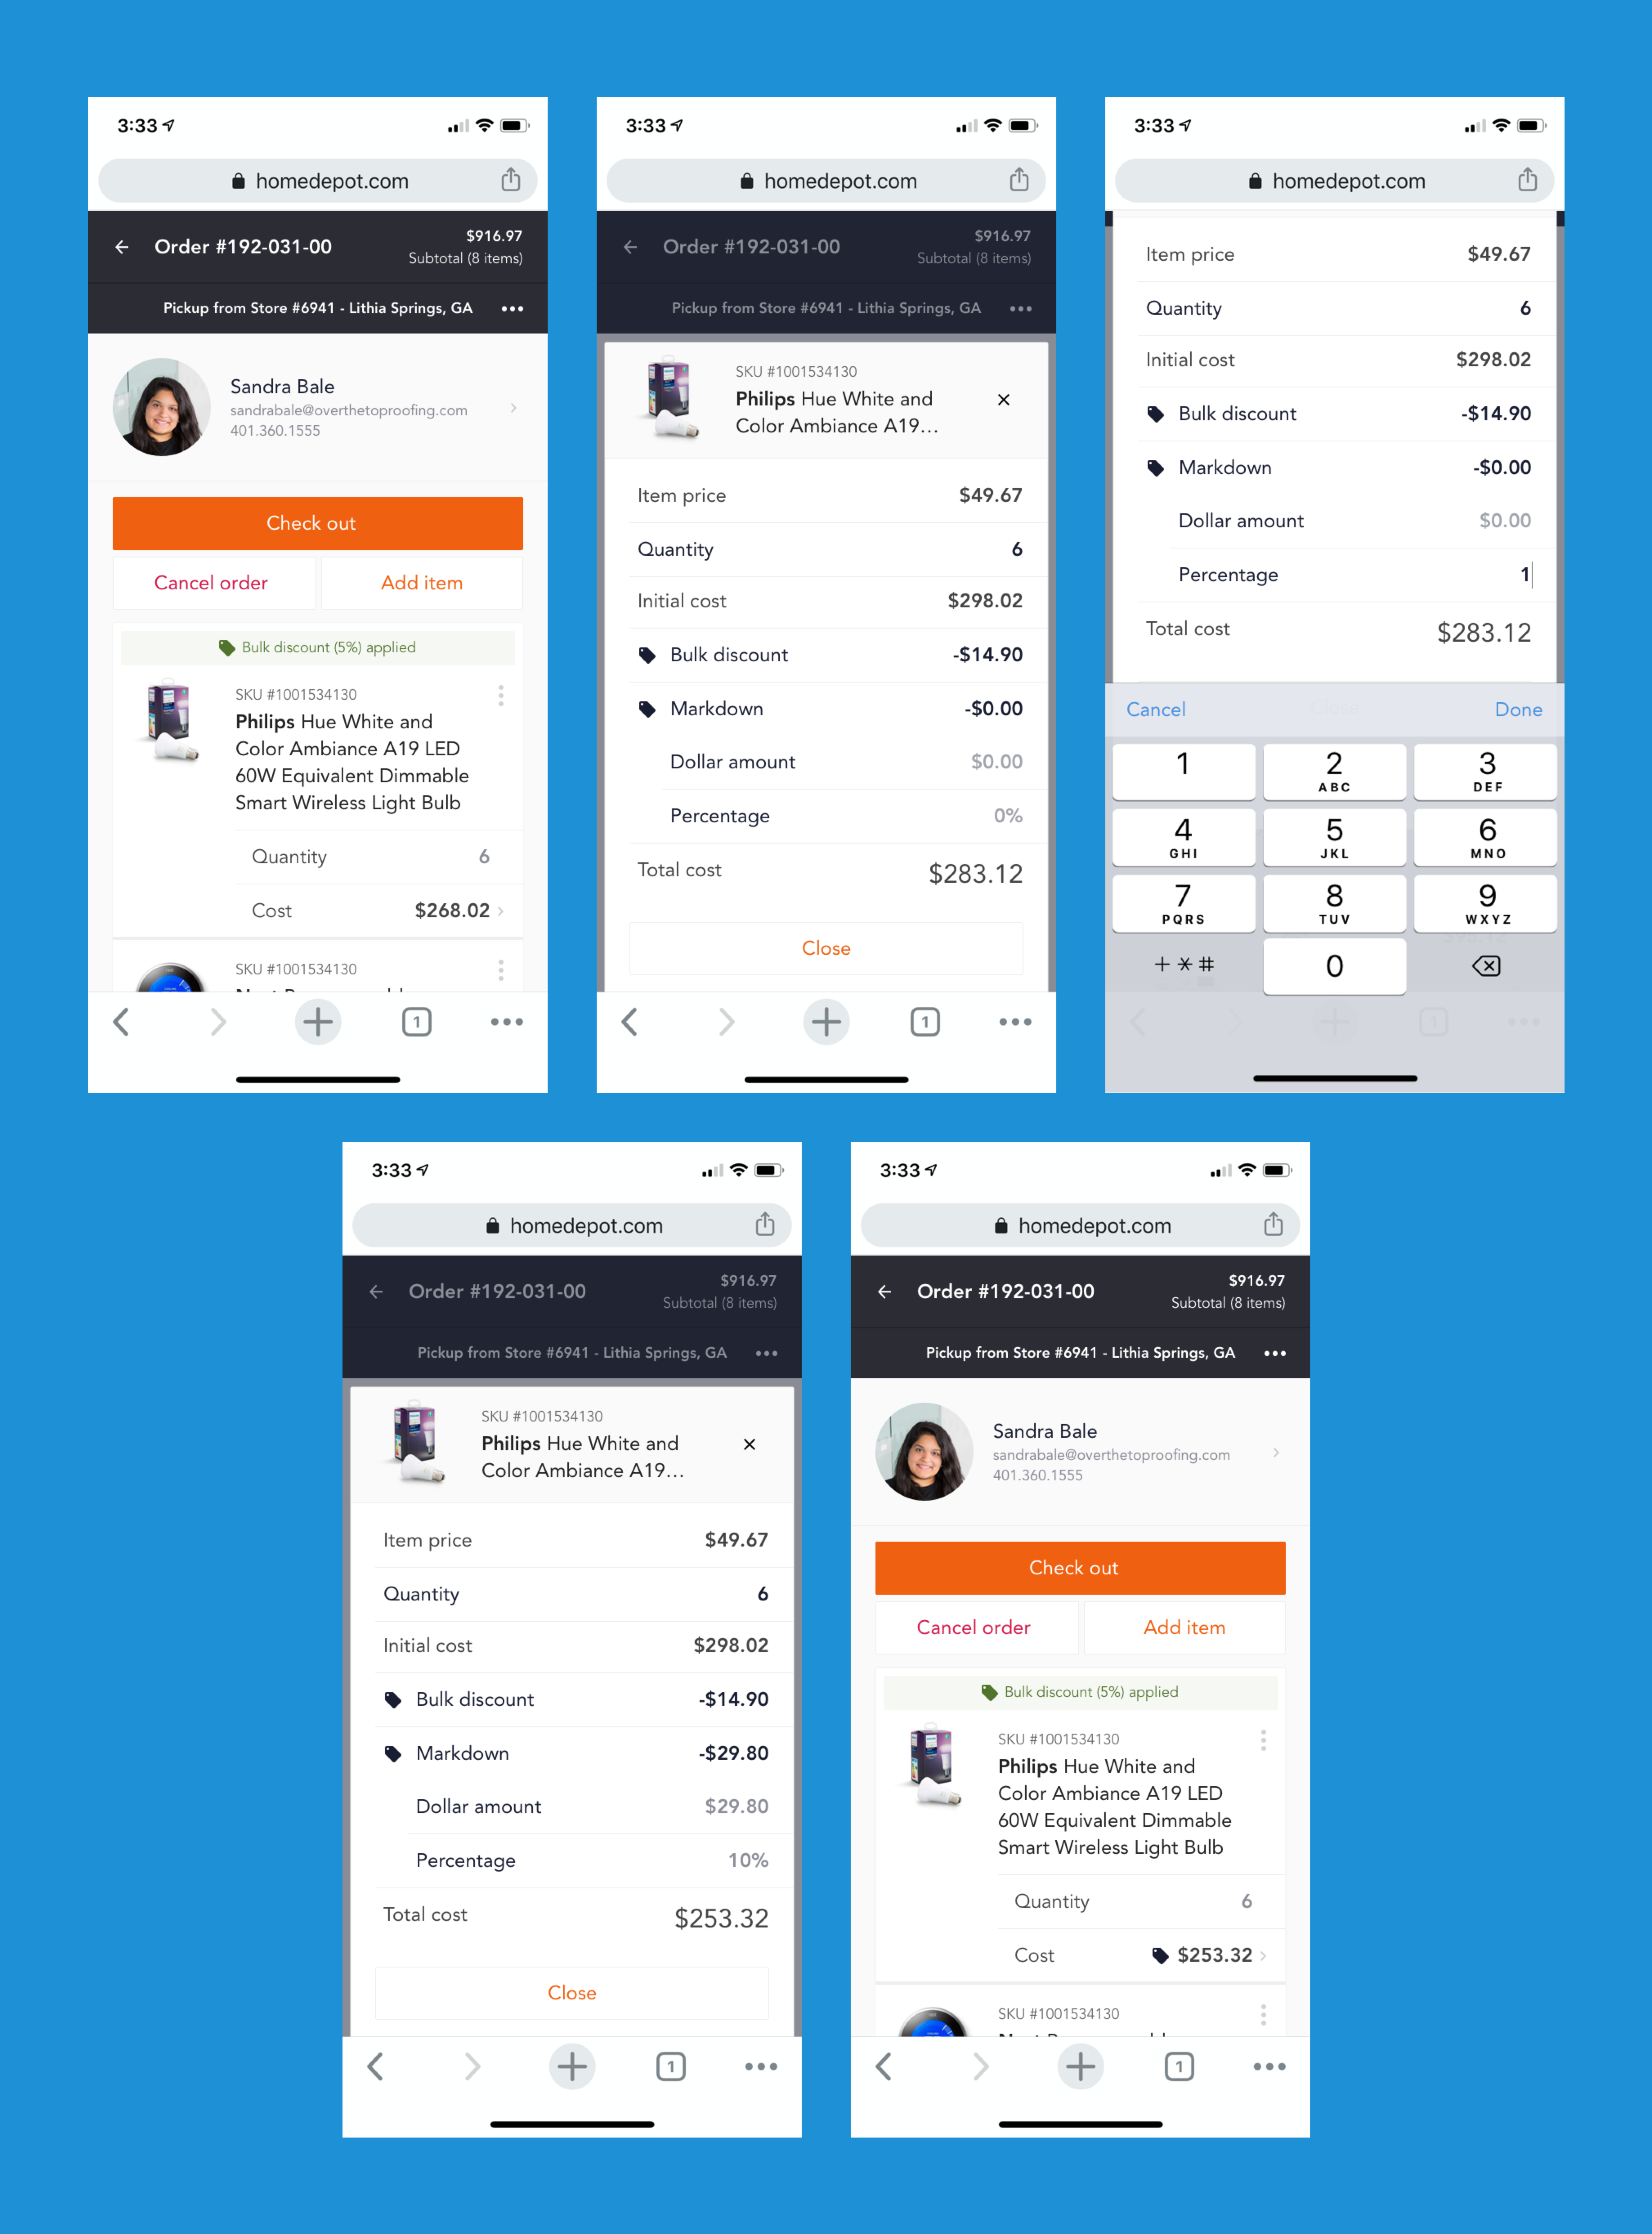 3:33
homedepot.com
Order #192-031-00
$916.97
Subtotal (8 items)
Pickup from Store #6941 - Lithia Springs, GA
Sandra Bale
sandrabale@overthetoproofing.com
401.360.1555
Check out
Cancel order
Add item
Bulk discount (5%) applied
SKU #1001534130
Philips Hue White and
Color Ambiance A19 LED
60W Equivalent Dimmable
Smart Wireless Light Bulb
Quantity 6
Cost $268.02
SKU #1001534130
1
3:33
homedepot.com
Order #192-031-00
$916.97
Subtotal (8 items)
Pickup from Store #6941 - Lithia Springs, GA
SKU #1001534130
Philips Hue White and
Color Ambiance A19...
Item price $49.67
Quantity 6
Initial cost $298.02
Bulk discount -$14.90
Markdown -$0.00
Dollar amount $0.00
Percentage 0%
Total cost $283.12
Close
1
3:33
homedepot.com
Item price $49.67
Quantity 6
Initial cost $298.02
Bulk discount -$14.90
Markdown -$0.00
Dollar amount $0.00
Percentage 1
Total cost $283.12
Cancel Close Done
1 2 3
ABC DEF
4 5 6
GHI JKL MNO
7 8 9
PQRS TUV WXYZ
+*# 0
1
3:33
homedepot.com
Order #192-031-00
$916.97
Subtotal (8 items)
Pickup from Store #6941 - Lithia Springs, GA
SKU #1001534130
Philips Hue White and
Color Ambiance A19...
Item price $49.67
Quantity 6
Initial cost $298.02
Bulk discount -$14.90
Markdown -$29.80
Dollar amount $29.80
Percentage 10%
Total cost $253.32
Close
1
3:33
homedepot.com
Order #192-031-00
$916.97
Subtotal (8 items)
Pickup from Store #6941 - Lithia Springs, GA
Sandra Bale
sandrabale@overthetoproofing.com
401.360.1555
Check out
Cancel order
Add item
Bulk discount (5%) applied
SKU #1001534130
Philips Hue White and
Color Ambiance A19 LED
60W Equivalent Dimmable
Smart Wireless Light Bulb
Quantity 6
Cost $253.32
SKU #1001534130
1